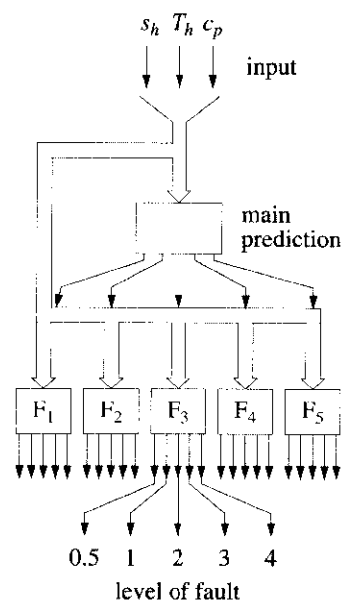 s_h T_h c_p
input
main
prediction
F_1 F_2 F_3 F_4 F_5
0.5 1 2 3 4
level of fault